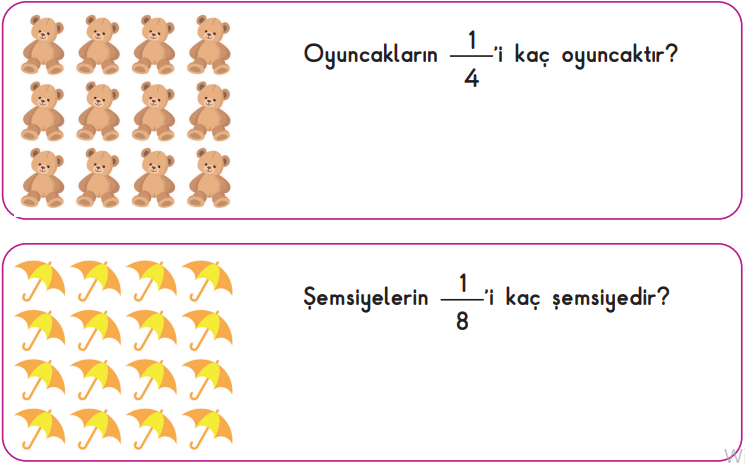 Oyuncakların 1/4'i kaç oyuncaktır?
Şemsiyelerin 1/8'i kaç şemsiyedir?